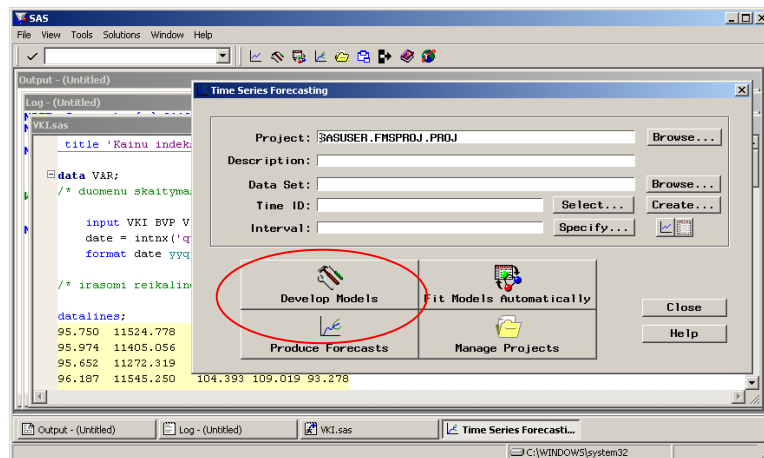 SAS
File View Tools Solutions Window Help
Output - (Untitled)
Log - (Untitled)
VKI.sas
title 'Kainu indek
data VAR;
/* duomenu skaityma
input VKI BVP V
date = intnx('q
format date yyq
/* irasomi reikalin
datalines;
95.750 11524.778
95.974 11405.056
95.652 11272.319
96.187 11545.250 104.393 109.019 93.278
Time Series Forecasting
Project: SASUSER.FMSPROJ.PROJ Browse...
Description:
Data Set: Browse...
Time ID: Select... Create...
Interval: Specify...
Develop Models Fit Models Automatically
Produce Forecasts Manage Projects
Close
Help
Output - (Untitled) Log - (Untitled) VKI.sas Time Series Forecasti...
C:\WINDOWS\system32